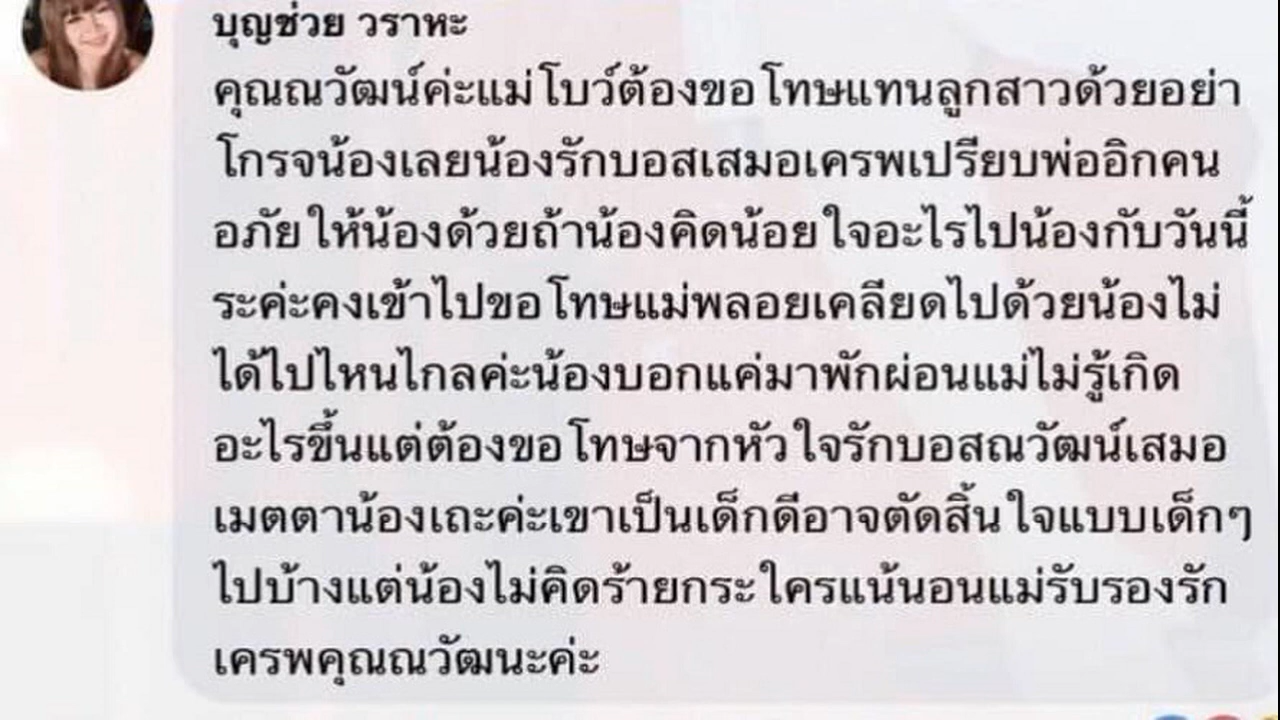 บุญช่วย วราหะ
คุณณวัฒน์ค่ะแม่โบว์ต้องขอโทษแทนลูกสาวด้วยอย่า
โกรจน้องเลยน้องรักบอสเสมอเครพเปรียบพ่ออิกคน
อภัยให้น้องด้วยถ้าน้องคิดน้อยใจอะไรไปน้องกับวันนี้
ระค่ะคงเข้าไปขอโทษแม่พลอยเคลียดไปด้วยน้องไม่
ได้ไปไหนไกลค่ะน้องบอกแค่มาพักผ่อนแม่ไม่รู้เกิด
อะไรขึ้นแต่ต้องขอโทษจากหัวใจรักบอสณวัฒน์เสมอ
เมตตาน้องเถะค่ะเขาเป็นเด็กดีอาจตัดสิ้นใจแบบเด็กๆ
ไปบ้างแต่น้องไม่คิดร้ายกระใครแน้นอนแม่รับรองรัก
เครพคุณณวัฒนะค่ะ